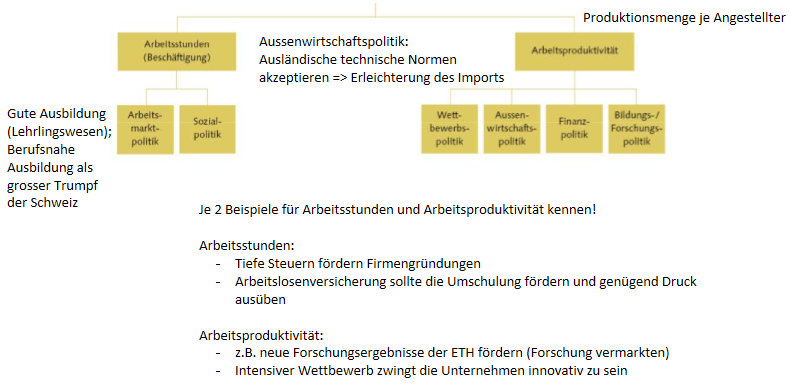 Produktionsmenge je Angestellter
Arbeitsstunden
(Beschäftigung)
Aussenwirtschaftspolitik:
Ausländische technische Normen
akzeptieren => Erleichterung des Imports
Arbeitsproduktivität
Gute Ausbildung
(Lehrlingswesen);
Berufsnahe
Ausbildung als
grosser Trumpf
der Schweiz
Arbeits-
markt-
politik
Sozial-
politik
Wett-
bewerbs-
politik
Aussen-
wirtschafts-
politik
Finanz-
politik
Bildungs-/
Forschungs-
politik
Je 2 Beispiele für Arbeitsstunden und Arbeitsproduktivität kennen!
Arbeitsstunden:
- Tiefe Steuern fördern Firmengründungen
- Arbeitslosenversicherung sollte die Umschulung fördern und genügend Druck
ausüben
Arbeitsproduktivität:
- z.B. neue Forschungsergebnisse der ETH fördern (Forschung vermarkten)
- Intensiver Wettbewerb zwingt die Unternehmen innovativ zu sein